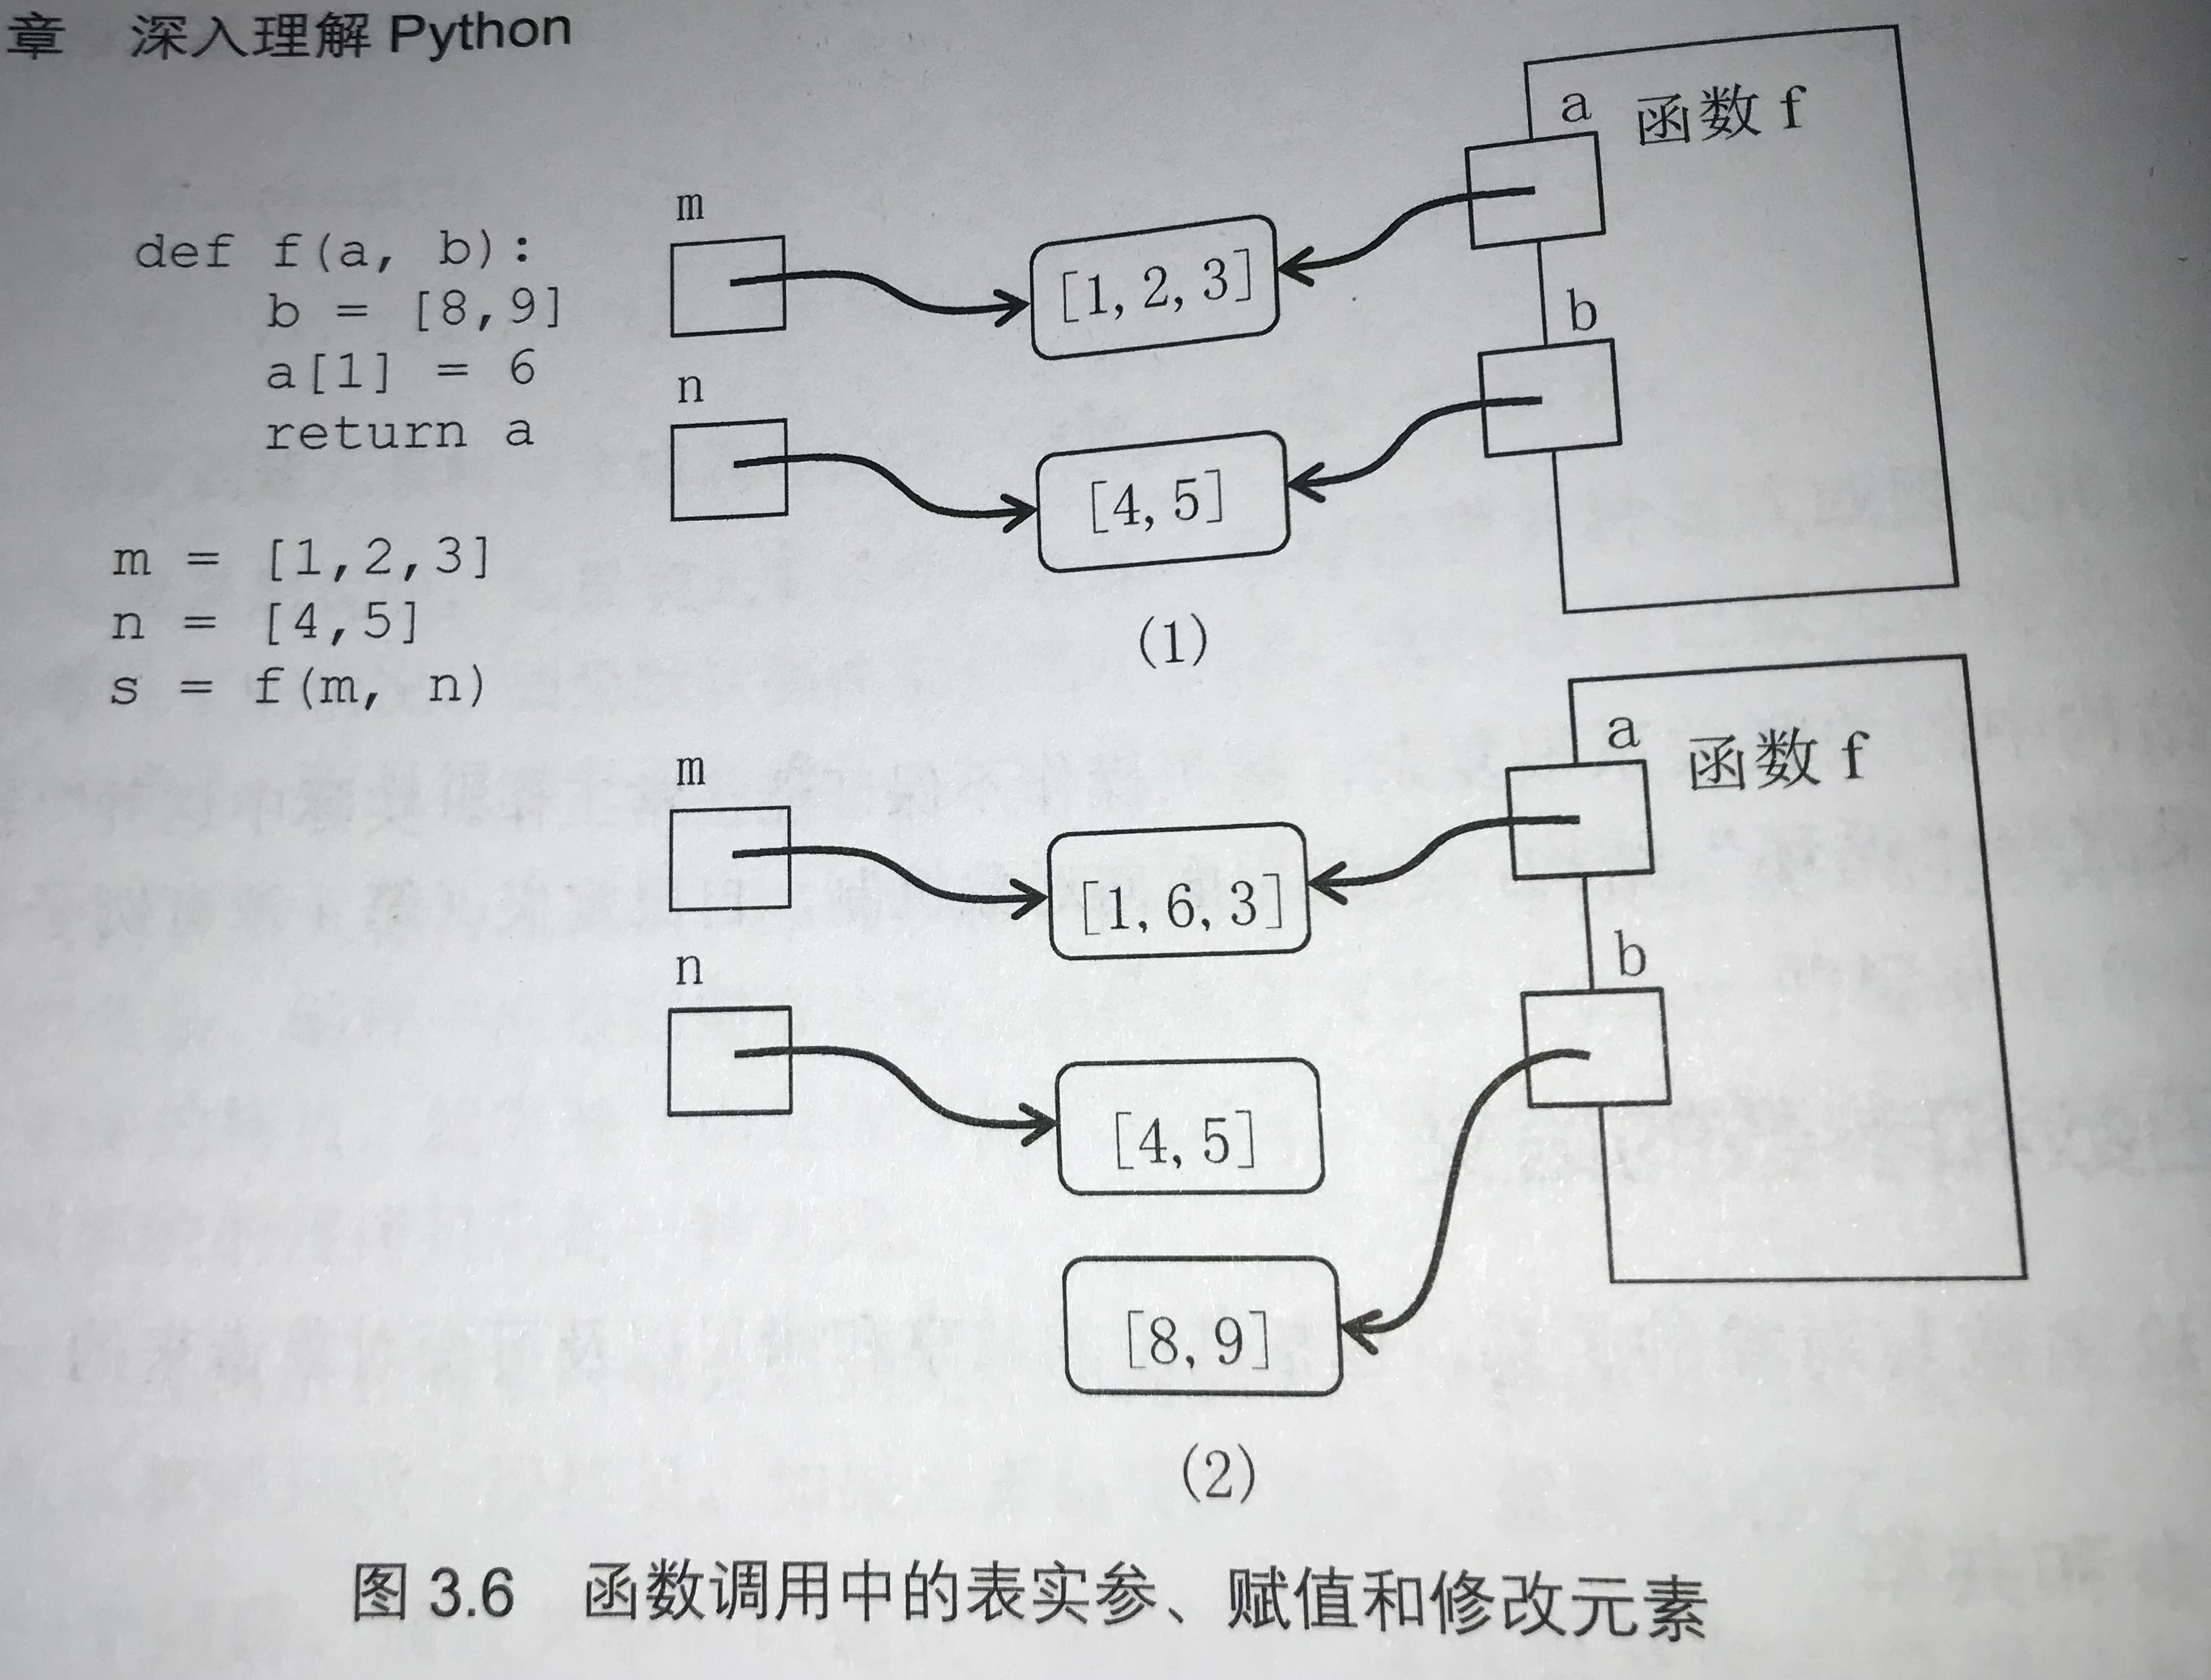 章 深入理解 Python
def f(a, b):
    b = [8,9]
    a[1] = 6
    return a
m = [1,2,3]
n = [4,5]
s = f(m, n)
m
[1,2,3]
a
函数 f
n
[4,5]
b
(1)
m
[1,6,3]
a
函数 f
n
[4,5]
b
[8,9]
(2)
图 3.6 函数调用中的表实参、赋值和修改元素